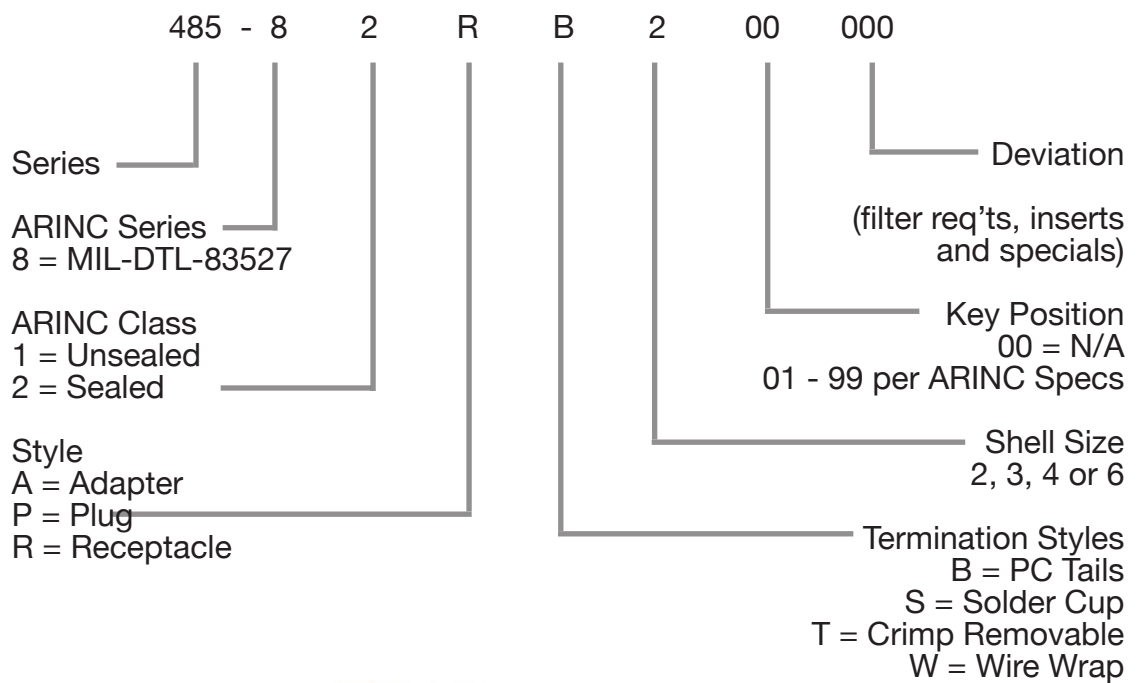 485 - 8 2 R B 2 00 000
Series
ARINC Series
8 = MIL-DTL-83527
ARINC Class
1 = Unsealed
2 = Sealed
Style
A = Adapter
P = Plug
R = Receptacle
Deviation
(filter req'ts, inserts
and specials)
Key Position
00 = N/A
01 - 99 per ARINC Specs
Shell Size
2, 3, 4 or 6
Termination Styles
B = PC Tails
S = Solder Cup
T = Crimp Removable
W = Wire Wrap